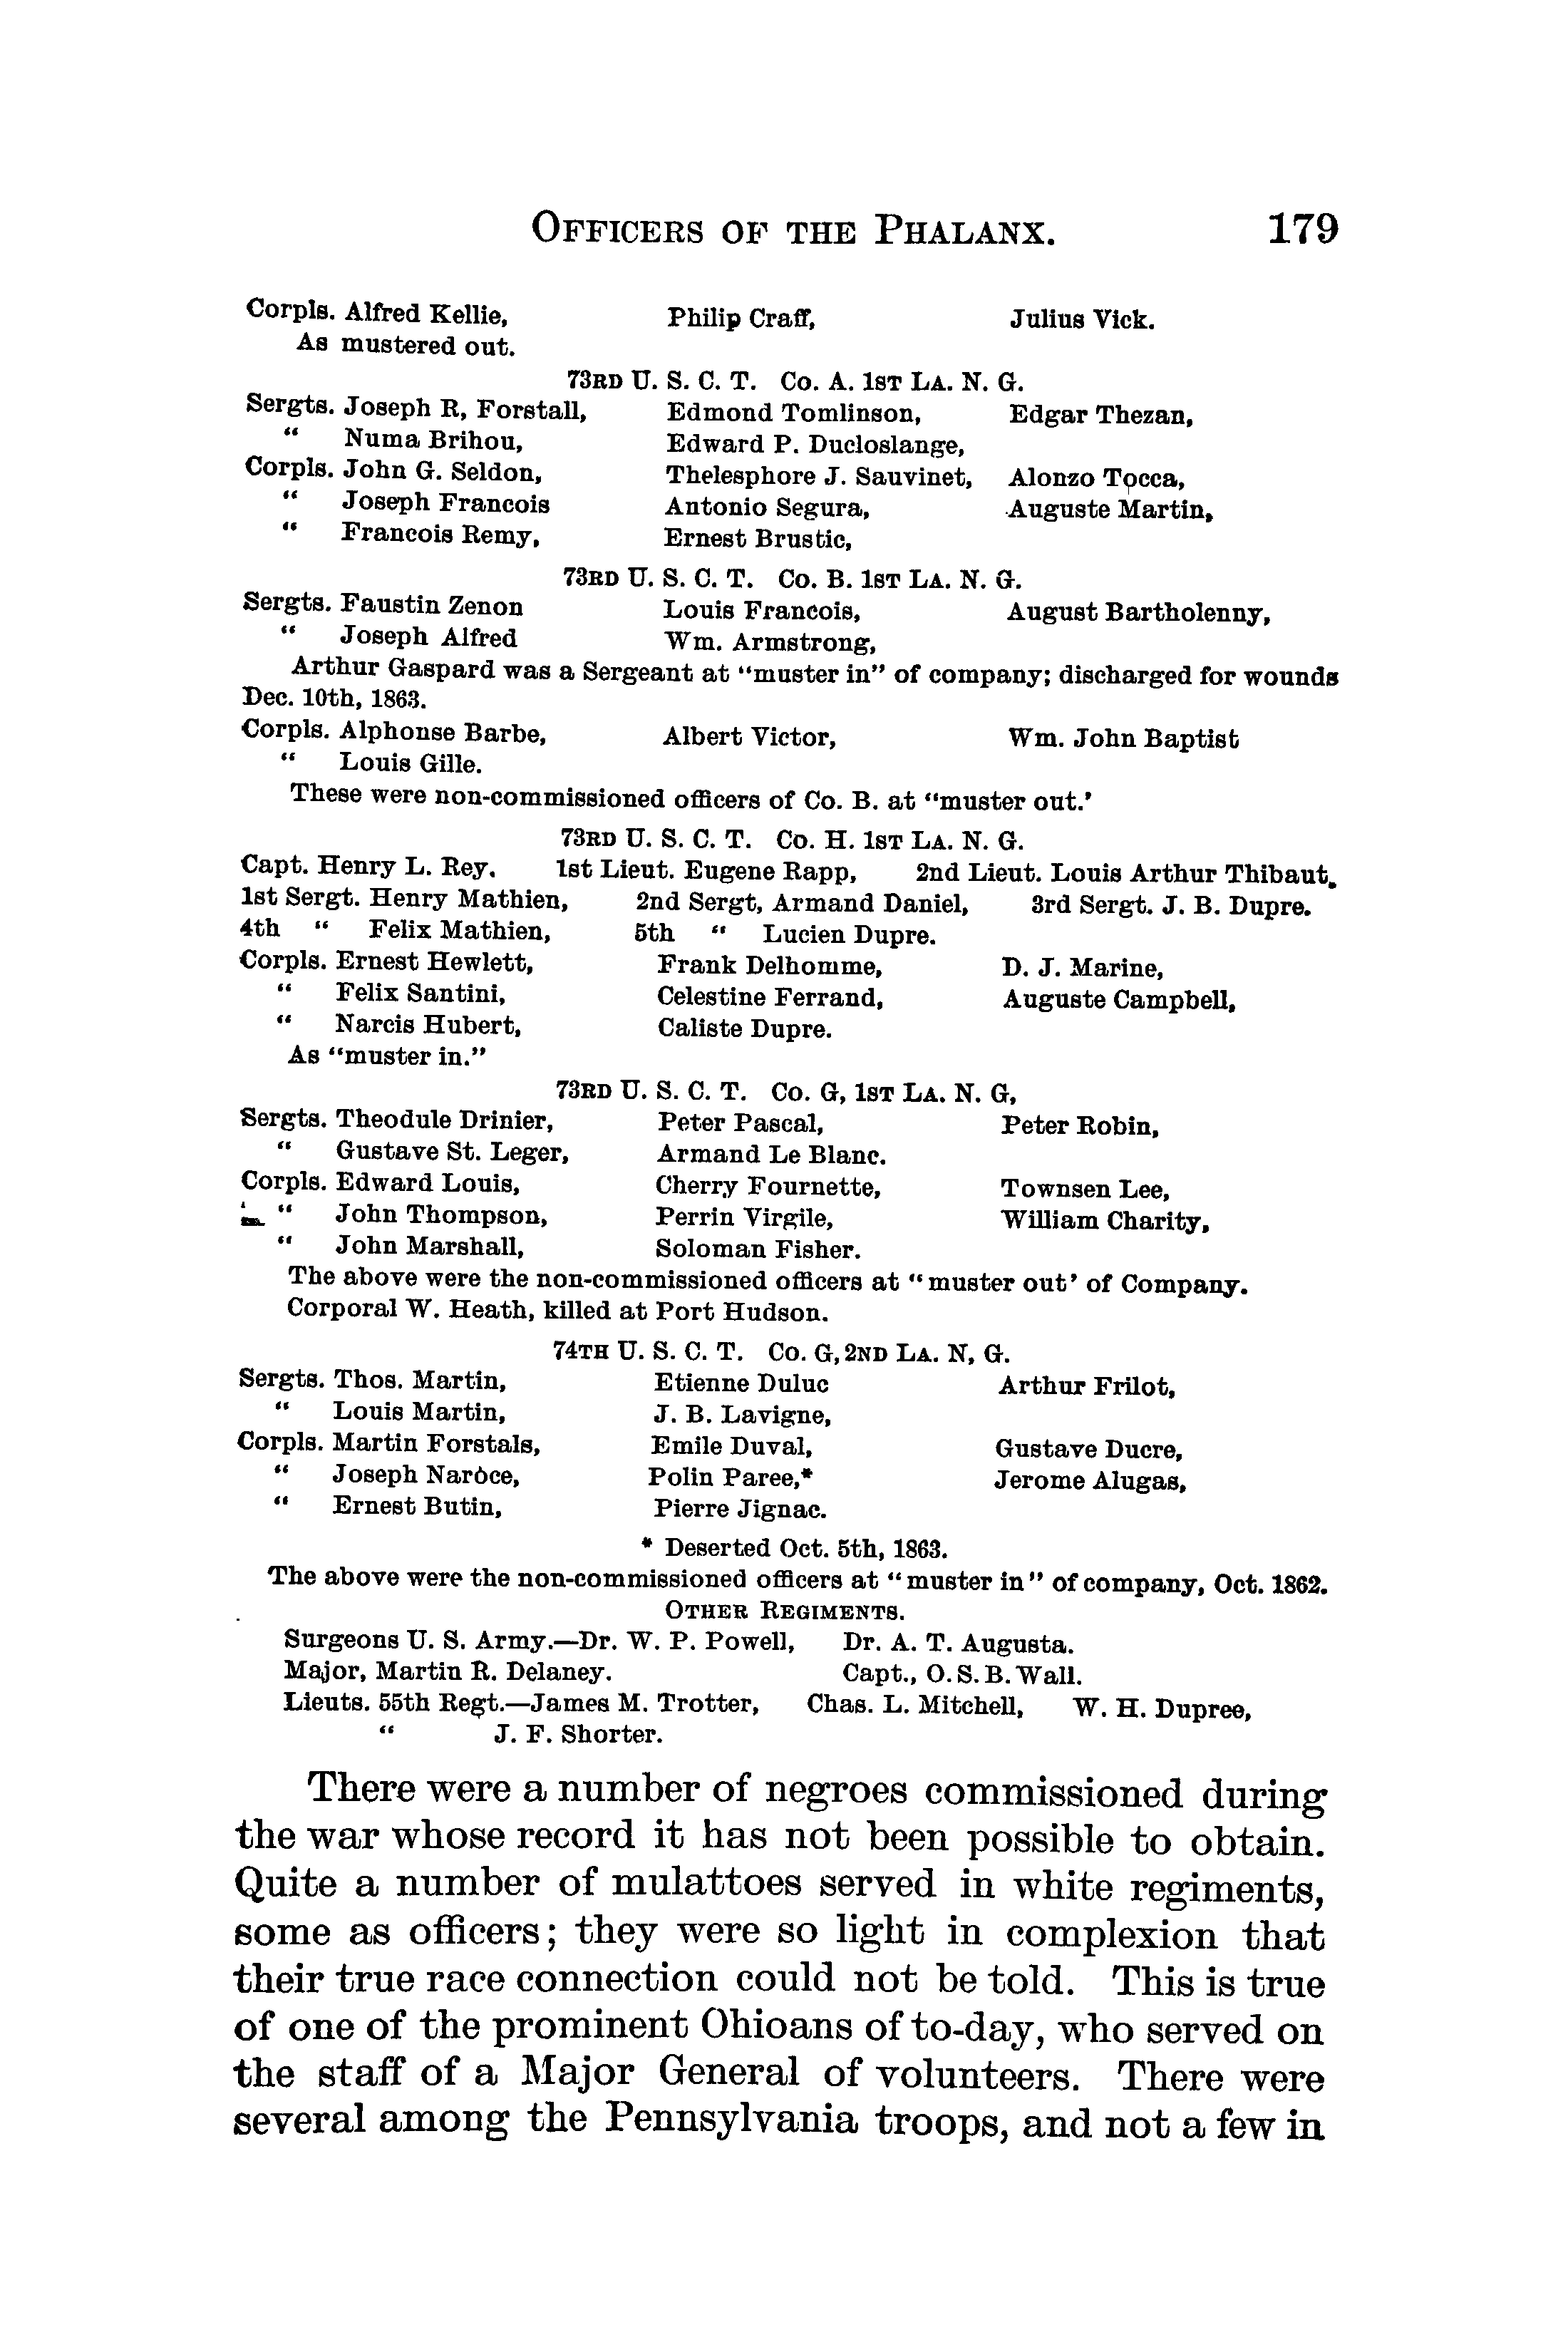 OFFICERS OF THE PHALANX. 179
Corpls. Alfred Kellie, Philip Craff, Julius Vick.
As mustered out.
73RD U. S. C. T. Co. A. 1ST LA. N. G.
Sergts. Joseph R, Forstall, Edmond Tomlinson, Edgar Thezan,
“ Numa Brihou, Edward P. Ducloslange,
Corpls. John G. Seldon, Thelesphore J. Sauvinet, Alonzo Tocca,
“ Joseph Francois Antonio Segura, Auguste Martin,
“ Francois Remy, Ernest Brustic,
73RD U. S. C. T. Co. B. 1ST LA. N. G.
Sergts. Faustin Zenon Louis Francois, August Bartholenny,
“ Joseph Alfred Wm. Armstrong,
Arthur Gaspard was a Sergeant at “muster in” of company; discharged for wounds
Dec. 10th, 1863.
Corpls. Alphonse Barbe, Albert Victor, Wm. John Baptist
“ Louis Gille.
These were non-commissioned officers of Co. B. at “muster out.’
73RD U. S. C. T. Co. H. 1ST LA. N. G.
Capt. Henry L. Rey. 1st Lieut. Eugene Rapp, 2nd Lieut. Louis Arthur Thibaut.
1st Sergt. Henry Mathien, 2nd Sergt, Armand Daniel, 3rd Sergt. J. B. Dupre.
4th “ Felix Mathien, 5th “ Lucien Dupre.
Corpls. Ernest Hewlett, Frank Delhomme, D. J. Marine,
“ Felix Santini, Celestine Ferrand, Auguste Campbell,
“ Narcis Hubert, Caliste Dupre.
As “muster in.”
73RD U. S. C. T. Co. G, 1ST LA. N. G,
Sergts. Theodule Drinier, Peter Pascal, Peter Robin,
“ Gustave St. Leger, Armand Le Blanc.
Corpls. Edward Louis, Cherry Fournette, Townsen Lee,
“ John Thompson, Perrin Virgile, William Charity,
“ John Marshall, Soloman Fisher.
The above were the non-commissioned officers at “muster out’ of Company.
Corporal W. Heath, killed at Port Hudson.
74TH U. S. C. T. Co. G, 2ND LA. N, G.
Sergts. Thos. Martin, Etienne Duluc Arthur Frilot,
“ Louis Martin, J. B. Lavigne,
Corpls. Martin Forstals, Emile Duval, Gustave Ducre,
“ Joseph Naróce, Polin Paree,* Jerome Alugas,
“ Ernest Butin, Pierre Jignac.
* Deserted Oct. 5th, 1863.
The above were the non-commissioned officers at “muster in” of company, Oct. 1862.
OTHER REGIMENTS.
Surgeons U. S. Army.—Dr. W. P. Powell, Dr. A. T. Augusta.
Major, Martin R. Delaney. Capt., O. S. B. Wall.
Lieuts. 55th Regt.—James M. Trotter, Chas. L. Mitchell, W. H. Dupree,
“ J. F. Shorter.
There were a number of negroes commissioned during
the war whose record it has not been possible to obtain.
Quite a number of mulattoes served in white regiments,
some as officers; they were so light in complexion that
their true race connection could not be told. This is true
of one of the prominent Ohioans of to-day, who served on
the staff of a Major General of volunteers. There were
several among the Pennsylvania troops, and not a few in